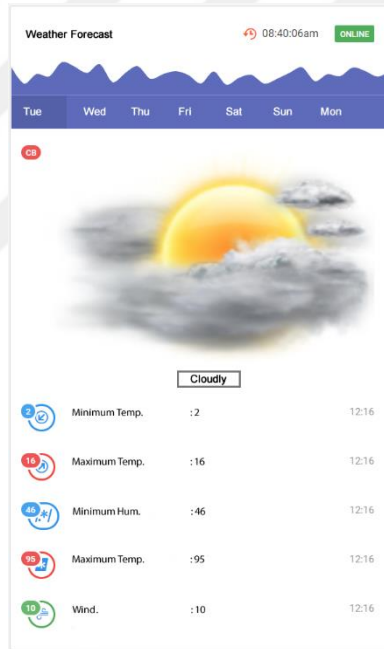 Weather Forecast 08:40:06am ONLINE
Tue Wed Thu Fri Sat Sun Mon
CB
Cloudly
2 Minimum Temp. :2 12:16
16 Maximum Temp. :16 12:16
46 Minimum Hum. :46 12:16
95 Maximum Temp. :95 12:16
10 Wind. :10 12:16